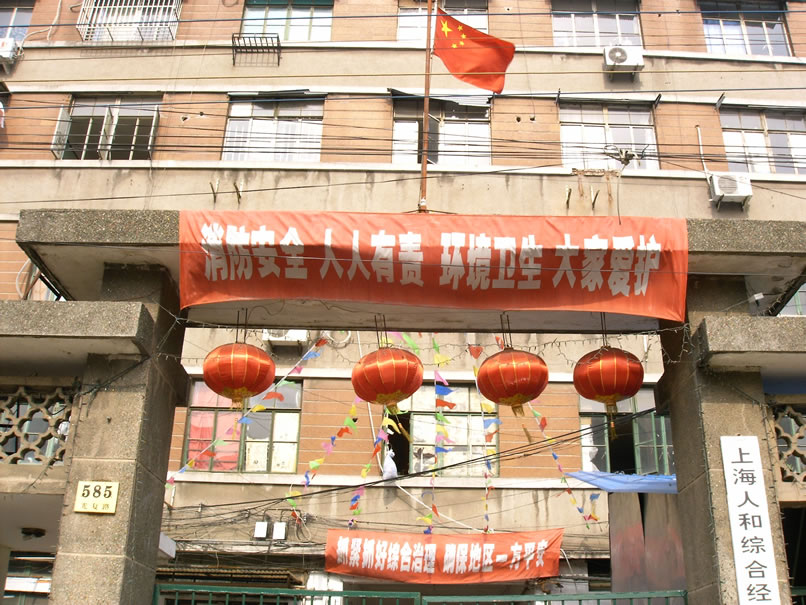 消防安全 人人有责 环境卫生 大家爱护
585
抓紧抓好综合治理 确保地区一方平安
上海人和综合经